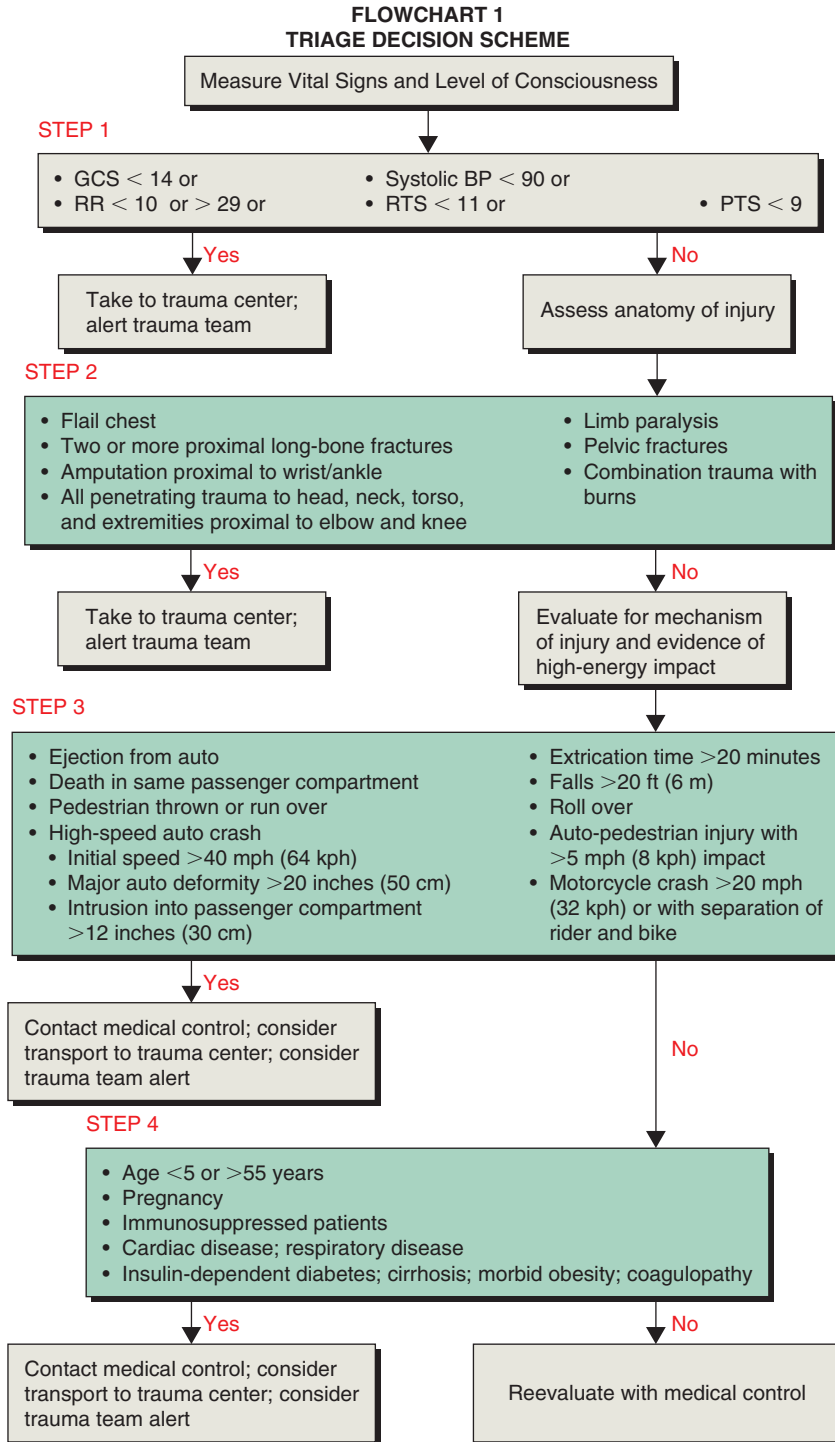 FLOWCHART 1
TRIAGE DECISION SCHEME
Measure Vital Signs and Level of Consciousness
STEP 1
• GCS < 14 or
• RR < 10 or > 29 or
• Systolic BP < 90 or
• RTS < 11 or
• PTS < 9
Yes
No
Take to trauma center;
alert trauma team
Assess anatomy of injury
STEP 2
• Flail chest
• Two or more proximal long-bone fractures
• Amputation proximal to wrist/ankle
• All penetrating trauma to head, neck, torso,
and extremities proximal to elbow and knee
• Limb paralysis
• Pelvic fractures
• Combination trauma with
burns
Yes
No
Take to trauma center;
alert trauma team
Evaluate for mechanism
of injury and evidence of
high-energy impact
STEP 3
• Ejection from auto
• Death in same passenger compartment
• Pedestrian thrown or run over
• High-speed auto crash
• Initial speed >40 mph (64 kph)
• Major auto deformity >20 inches (50 cm)
• Intrusion into passenger compartment
>12 inches (30 cm)
• Extrication time >20 minutes
• Falls >20 ft (6 m)
• Roll over
• Auto-pedestrian injury with
>5 mph (8 kph) impact
• Motorcycle crash >20 mph
(32 kph) or with separation of
rider and bike
Yes
Contact medical control; consider
transport to trauma center; consider
trauma team alert
No
STEP 4
• Age <5 or >55 years
• Pregnancy
• Immunosuppressed patients
• Cardiac disease; respiratory disease
• Insulin-dependent diabetes; cirrhosis; morbid obesity; coagulopathy
Yes
No
Contact medical control; consider
transport to trauma center; consider
trauma team alert
Reevaluate with medical control